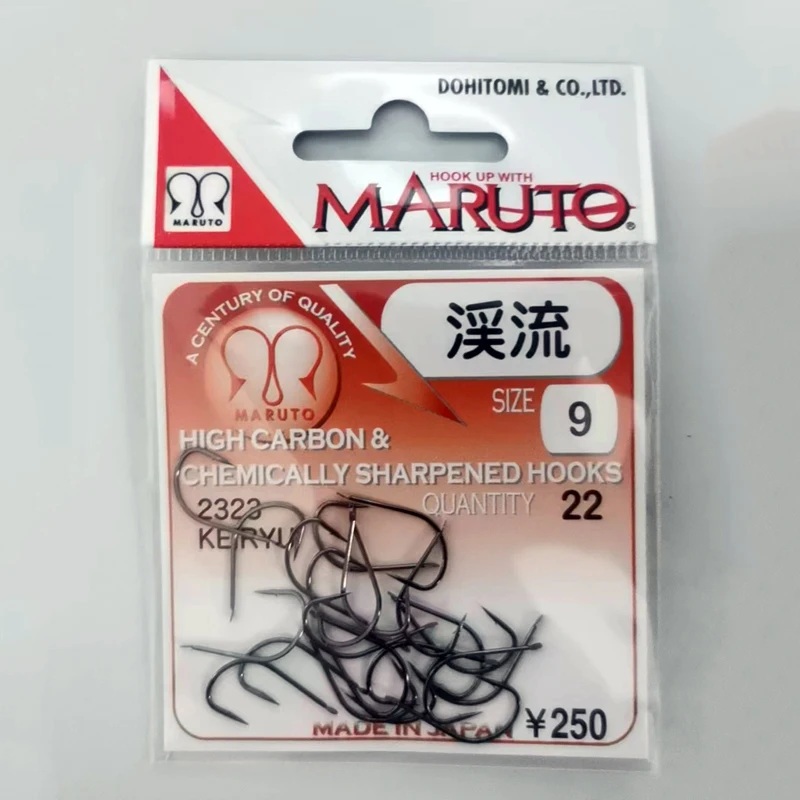 DOHITOMI & CO.,LTD.
HOOK UP WITH
MARUTO®
MARUTO
A CENTURY OF QUALITY
MARUTO
渓流
SIZE 9
HIGH CARBON &
CHEMICALLY SHARPENED HOOKS
2323 QUANTITY 22
KEIRYU
MADE IN JAPAN ¥250